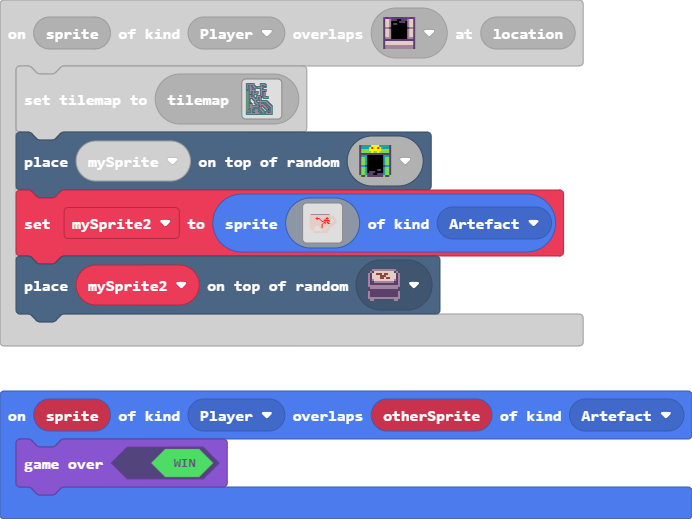 on sprite of kind Player overlaps at location
set tilemap to tilemap
place mySprite on top of random
set mySprite2 to sprite of kind Artefact
place mySprite2 on top of random
on sprite of kind Player overlaps otherSprite of kind Artefact
game over WIN